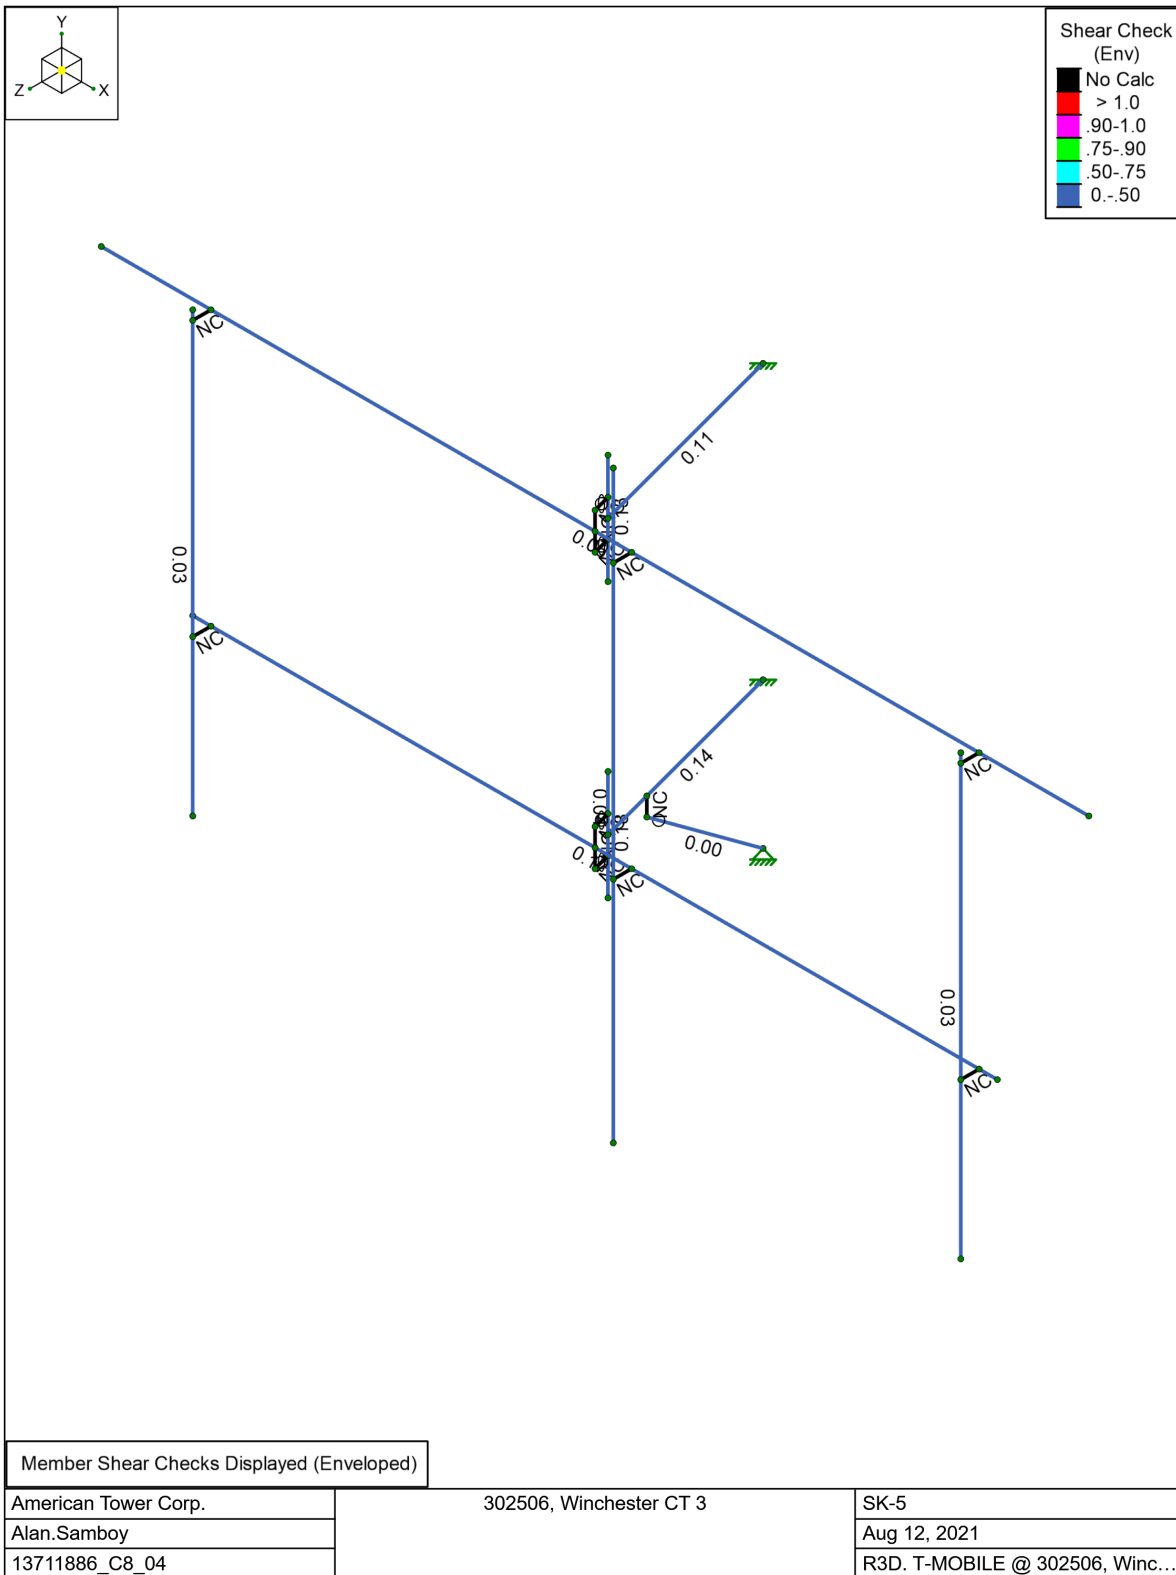 Y
Z
X
Shear Check
(Env)
No Calc
> 1.0
.90-1.0
.75-.90
.50-.75
0.-.50
NC
0.11
0.03
NC
NC
NC
0.14
NC
0.00
NC
NC
0.03
NC
Member Shear Checks Displayed (Enveloped)
American Tower Corp.
Alan.Samboy
13711886_C8_04
302506, Winchester CT 3
SK-5
Aug 12, 2021
R3D. T-MOBILE @ 302506, Winc...